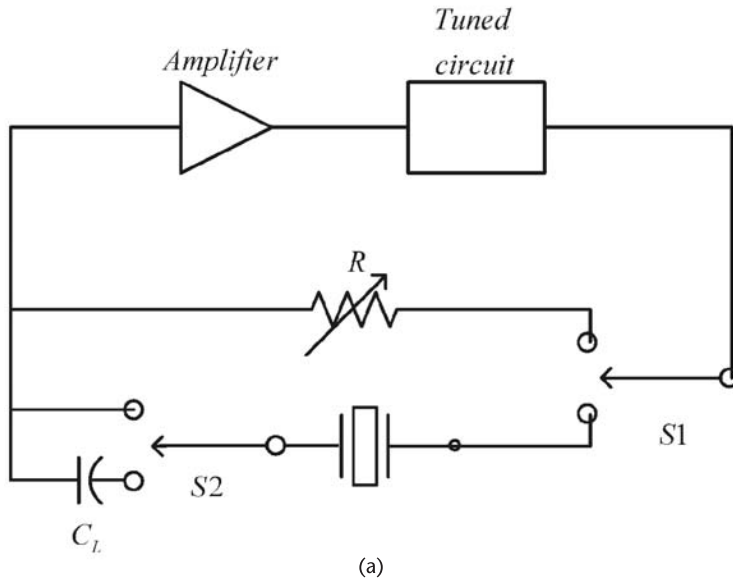 Tuned
circuit
Amplifier
R
S1
S2
C_L
(a)